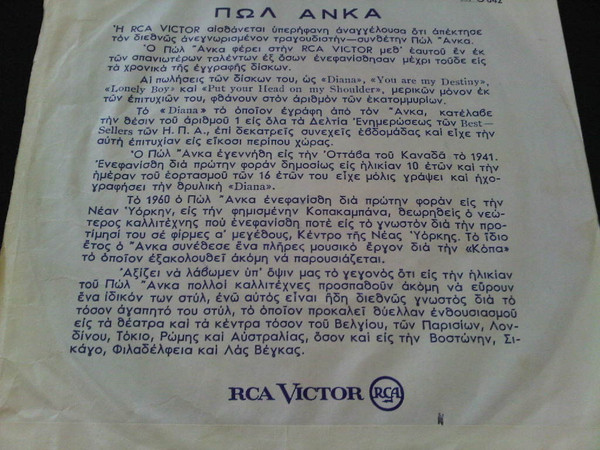 ΠΩΛ ΑΝΚΑ
Ἡ RCA VICTOR αἰσθάνεται ὑπερήφανη ἀναγγέλουσα ὅτι ἀπέκτησε
τὸν διεθνῶς ἀνεγνωρισμένον τραγουδιστὴν—συνθέτην Πὼλ Ἄνκα.
Ὁ Πὼλ Ἄνκα φέρει στὴν RCA VICTOR μεθ' ἑαυτοῦ ἓν ἐκ
τῶν σπανιωτέρων ταλέντων ἐξ ὅσων ἐνεφανίσθησαν μέχρι τοῦδε εἰς
τὰ χρονικὰ τῆς ἐγγραφῆς δίσκων.
Αἱ πωλήσεις τῶν δίσκων του, ὡς «Diana», «You are my Destiny»,
«Lonely Boy» καὶ «Put your Head on my Shoulder», μερικῶν μόνον ἐκ
τῶν ἐπιτυχιῶν του, φθάνουν στὸν ἀριθμὸν τῶν ἑκατομμυρίων.
Τὸ «Diana» τὸ ὁποῖον ἐγράφη ἀπὸ τὸν Ἄνκα, κατέλαβε
τὴν θέσιν τοῦ ἀριθμοῦ 1 εἰς ὅλα τὰ Δελτία Ἐνημερώσεως τῶν Best—
Sellers τῶν Η.Π.Α., ἐπὶ δεκατρεῖς συνεχεῖς ἑβδομάδας καὶ εἶχε τὴν
αὐτὴ ἐπιτυχίαν εἰς εἴκοσι περίπου χώρας.
Ὁ Πὼλ Ἄνκα ἐγεννήθη εἰς τὴν Ὀττάβα τοῦ Καναδᾶ τὸ 1941.
Ἐνεφανίσθη διὰ πρώτην φορὰν δημοσίως εἰς ἡλικίαν 10 ἐτῶν καὶ τὴν
ἡμέραν τοῦ ἑορτασμοῦ τῶν 16 ἐτῶν του εἶχε μόλις γράψει καὶ ἠχο-
γραφήσει τὴν θρυλικὴ «Diana».
Τὸ 1960 ὁ Πὼλ Ἄνκα ἐνεφανίσθη διὰ πρώτην φορὰν εἰς τὴν
Νέαν Ὑόρκην, εἰς τὴν φημισμένην Κοπακαμπάνα, θεωρηθεὶς ὁ νεώ-
τερος καλλιτέχνης ποὺ ἐνεφανίσθη ποτὲ εἰς τὸ γνωστὸν διὰ τὴν προ-
τίμησί του σὲ φίρμες α' μεγέθους, Κέντρο τῆς Νέας Ὑόρκης. Τὸ ἴδιο
ἔτος ὁ Ἄνκα συνέθεσε ἕνα πλῆρες μουσικὸ ἔργον διὰ τὴν «Κόπα»
τὸ ὁποῖον ἐξακολουθεῖ ἀκόμη νὰ παρουσιάζεται.
Ἀξίζει νὰ λάβωμεν ὑπ' ὄψιν μας τὸ γεγονὸς ὅτι εἰς τὴν ἡλικίαν
τοῦ Πὼλ Ἄνκα πολλοὶ καλλιτέχνες προσπαθοῦν ἀκόμη νὰ εὕρουν
ἕνα ἰδικόν των στύλ, ἐνῶ αὐτὸς εἶναι ἤδη διεθνῶς γνωστὸς διὰ τὸ
τόσον ἀγαπητό του στύλ, τὸ ὁποῖον προκαλεῖ θύελλαν ἐνθουσιασμοῦ
εἰς τὰ θέατρα καὶ τὰ κέντρα τόσον τοῦ Βελγίου, τῶν Παρισίων, Λον-
δίνου, Τόκιο, Ρώμης καὶ Αὐστραλίας, ὅσον καὶ εἰς τὴν Βοστώνην, Σι-
κάγο, Φιλαδέλφεια καὶ Λὰς Βέγκας.
RCA VICTOR RCA